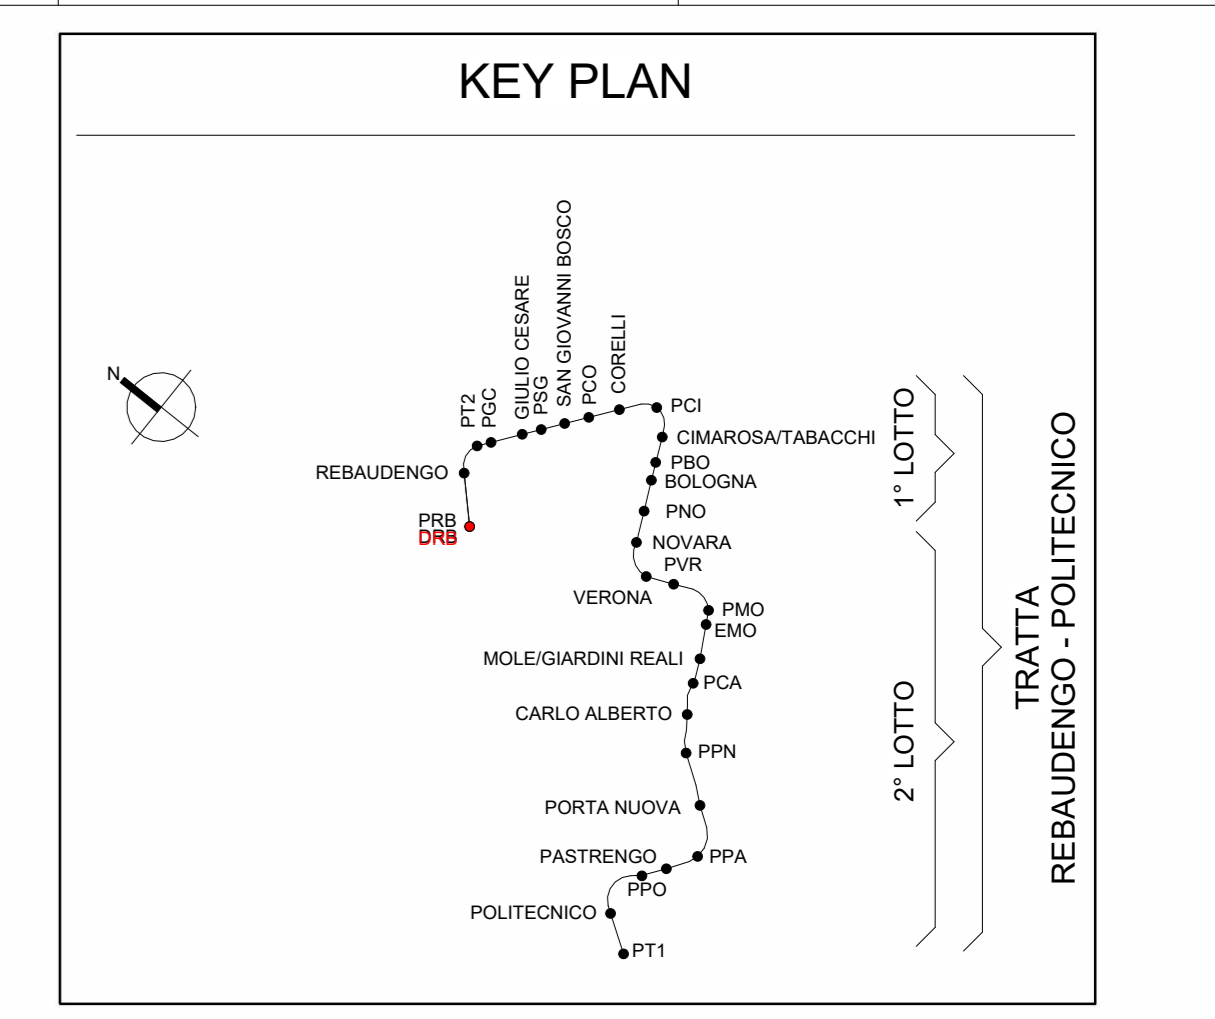 KEY PLAN
N
PT2
PGC
GIULIO CESARE
PSG
SAN GIOVANNI BOSCO
PCO
CORELLI
PCI
CIMAROSA/TABACCHI
REBAUDENGO
PBO
BOLOGNA
PRB
DRB
PNO
NOVARA
PVR
VERONA
PMO
EMO
MOLE/GIARDINI REALI
PCA
CARLO ALBERTO
PPN
PORTA NUOVA
PASTRENGO
PPA
PPO
POLITECNICO
PT1
1° LOTTO
2° LOTTO
TRATTA
REBAUDENGO - POLITECNICO